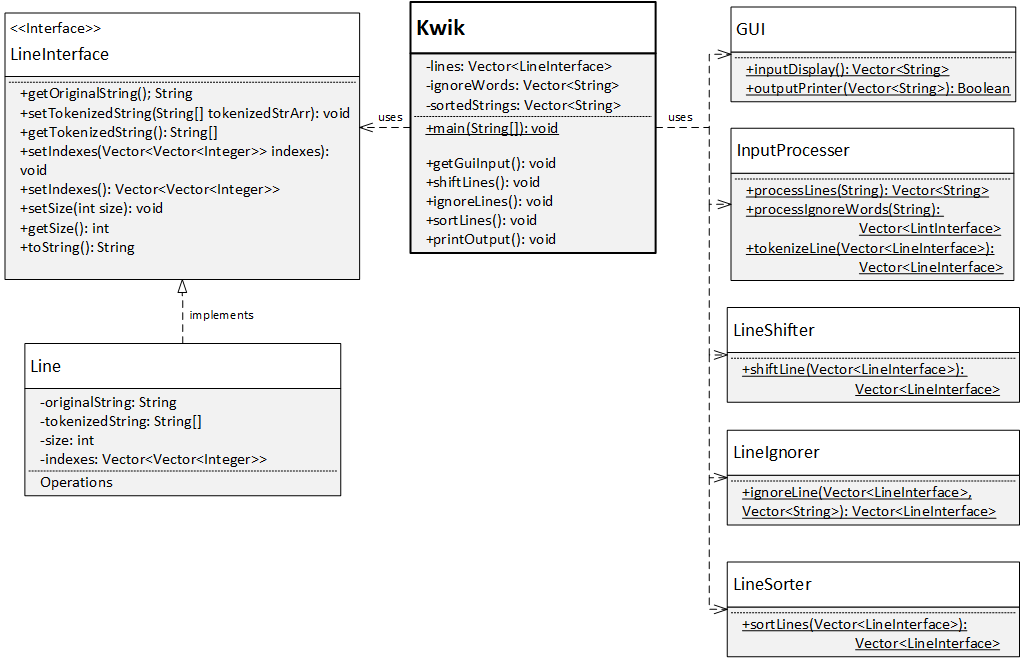 <<Interface>>
LineInterface
+getOriginalString(); String
+setTokenizedString(String[] tokenizedStrArr): void
+getTokenizedString(): String[]
+setIndexes(Vector<Vector<Integer>> indexes):
void
+setIndexes(): Vector<Vector<Integer>>
+setSize(int size): void
+getSize(): int
+toString(): String
implements
Line
-originalString: String
-tokenizedString: String[]
-size: int
-indexes: Vector<Vector<Integer>>
Operations
uses
Kwik
-lines: Vector<LineInterface>
-ignoreWords: Vector<String>
-sortedStrings: Vector<String>
+main(String[]): void
+getGuiInput(): void
+shiftLines(): void
+ignoreLines(): void
+sortLines(): void
+printOutput(): void
uses
GUI
+inputDisplay(): Vector<String>
+outputPrinter(Vector<String>): Boolean
InputProcesser
+processLines(String): Vector<String>
+processIgnoreWords(String):
Vector<LintInterface>
+tokenizeLine(Vector<LineInterface>):
Vector<LineInterface>
LineShifter
+shiftLine(Vector<LineInterface>):
Vector<LineInterface>
LineIgnorer
+ignoreLine(Vector<LineInterface>,
Vector<String>): Vector<LineInterface>
LineSorter
+sortLines(Vector<LineInterface>):
Vector<LineInterface>